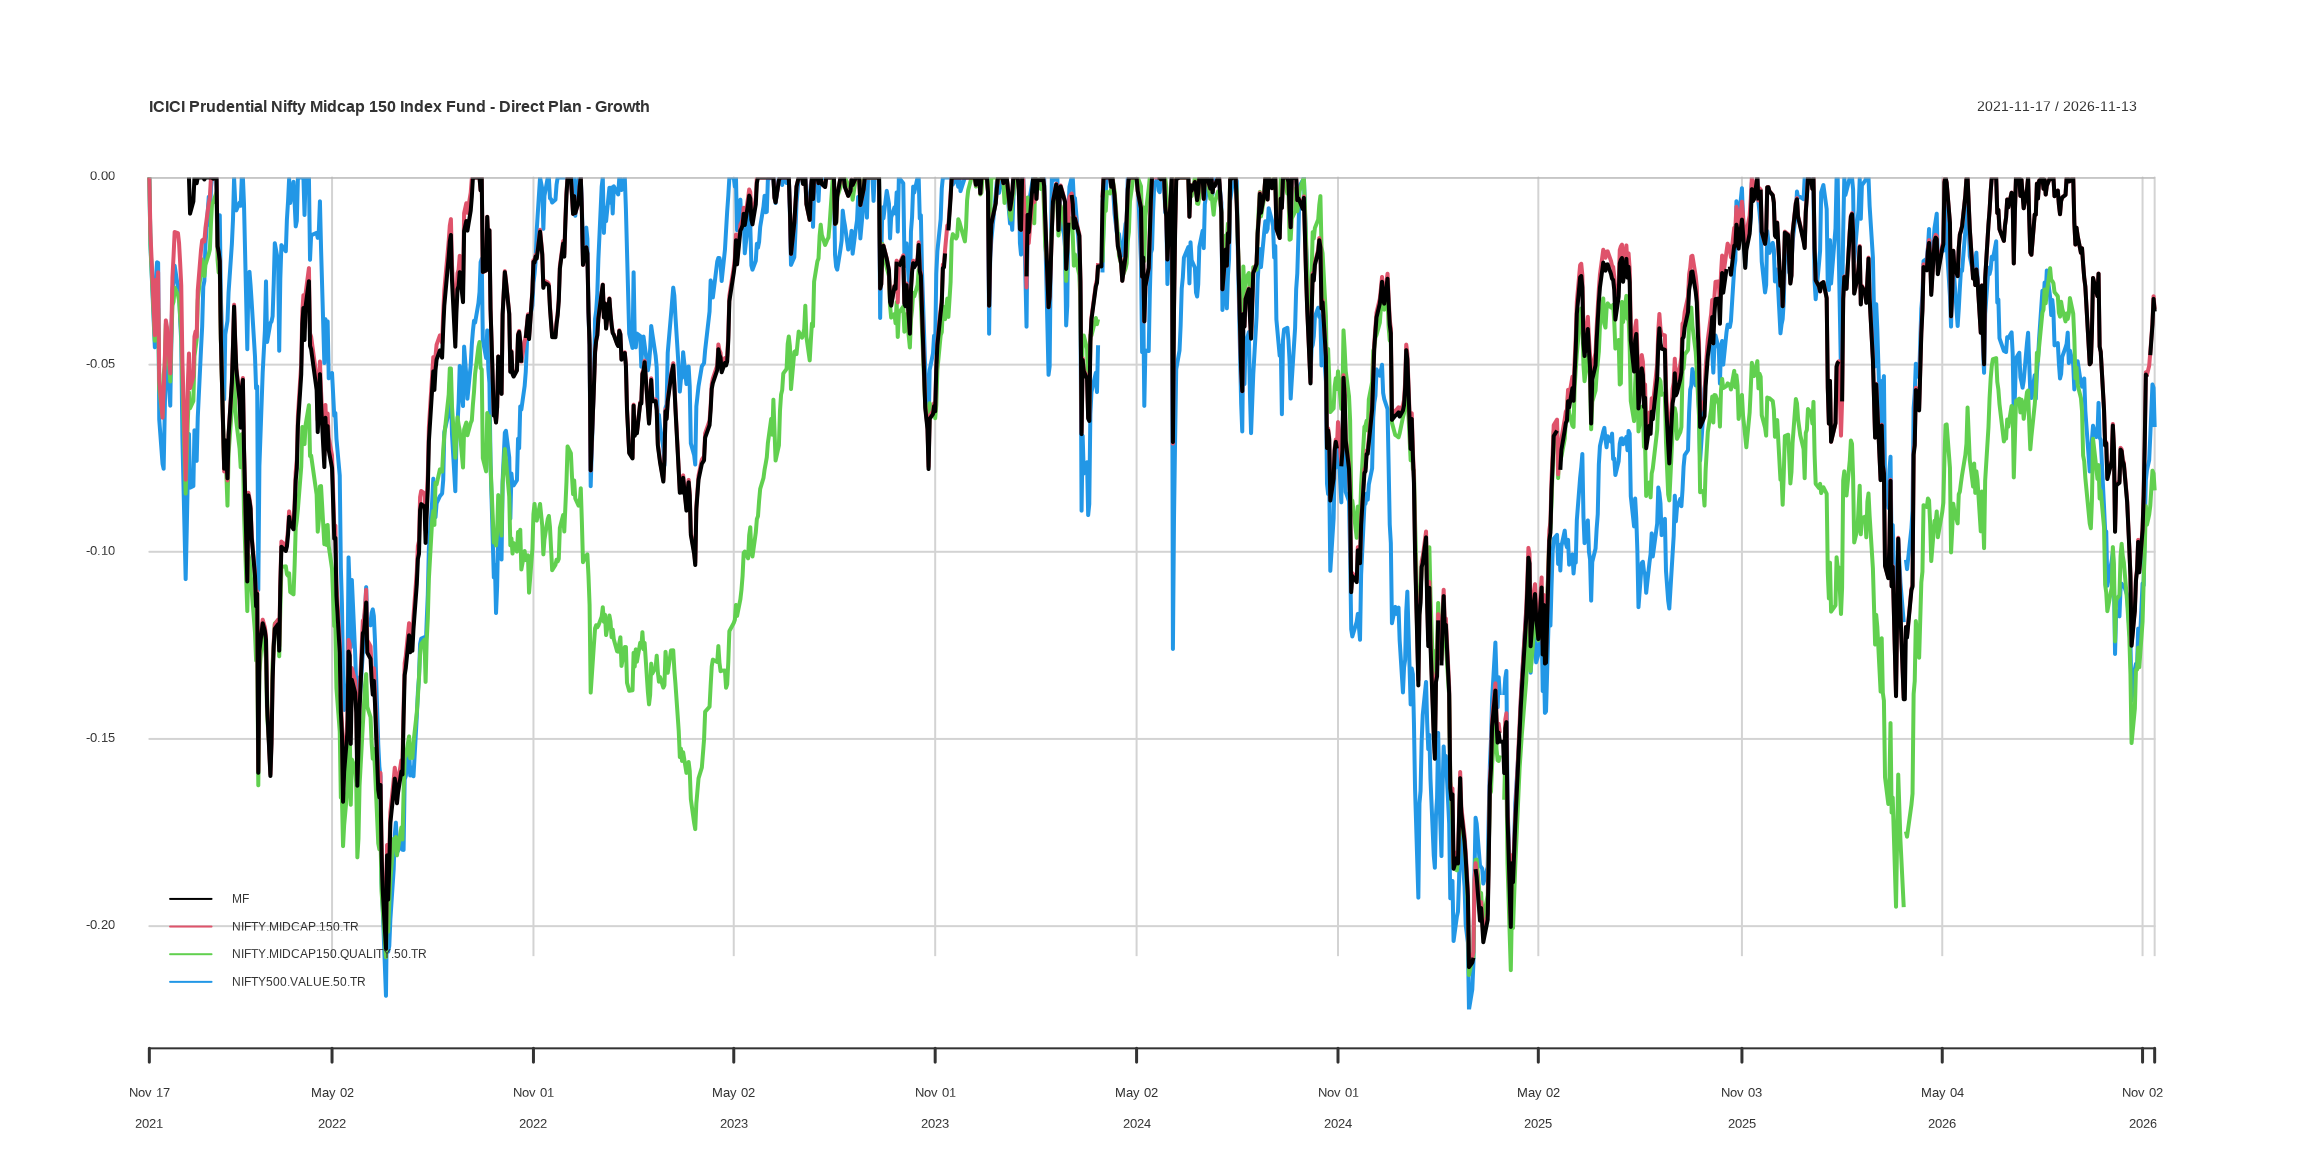 ICICI Prudential Nifty Midcap 150 Index Fund - Direct Plan - Growth
2021-11-17 / 2026-11-13
0.00
-0.05
-0.10
-0.15
-0.20
MF
NIFTY.MIDCAP.150.TR
NIFTY.MIDCAP150.QUALITY.50.TR
NIFTY500.VALUE.50.TR
Nov 17 May 02 Nov 01 May 02 Nov 01 May 02 Nov 01 May 02 Nov 03 May 04 Nov 02
2021 2022 2022 2023 2023 2024 2024 2025 2025 2026 2026